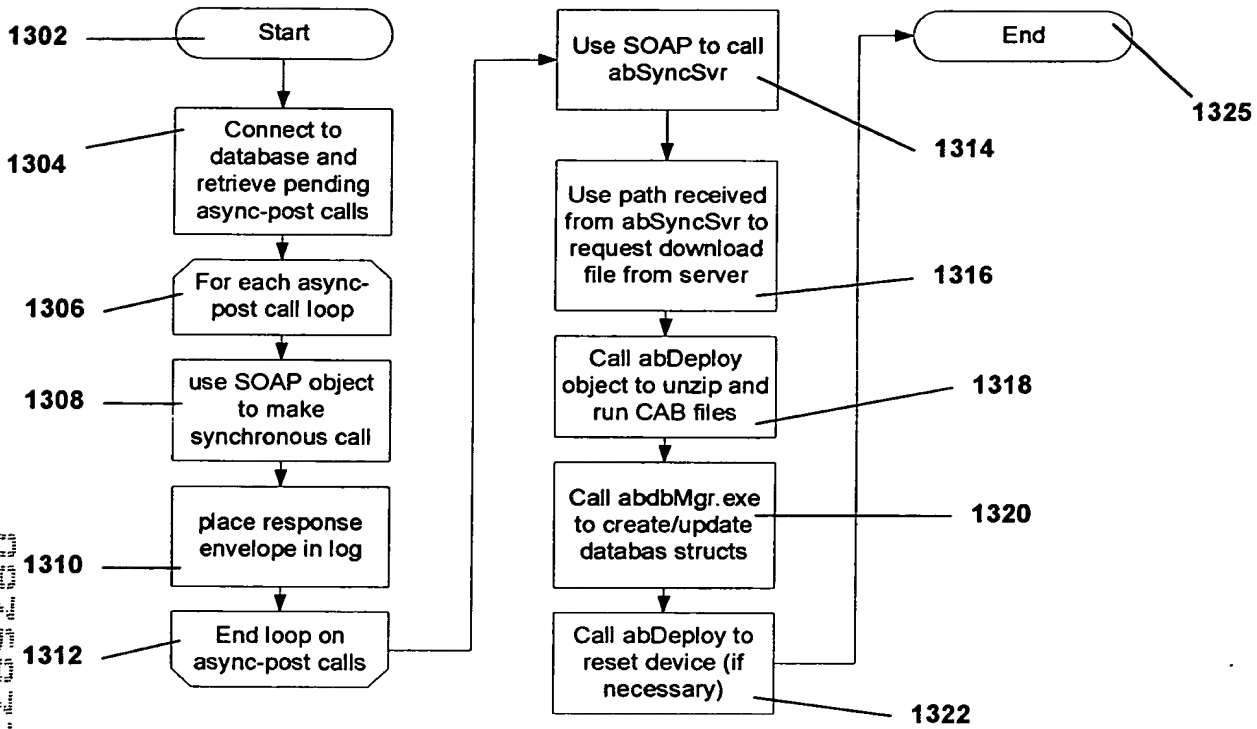 1302
Start
1304
Connect to
database and
retrieve pending
async-post calls
1306
For each async-
post call loop
1308
use SOAP object
to make
synchronous call
1310
place response
envelope in log
1312
End loop on
async-post calls
Use SOAP to call
abSyncSvr
1314
Use path received
from abSyncSvr to
request download
file from server
1316
Call abDeploy
object to unzip and
run CAB files
1318
Call abdbMgr.exe
to create/update
databas structs
1320
Call abDeploy to
reset device (if
necessary)
1322
End
1325